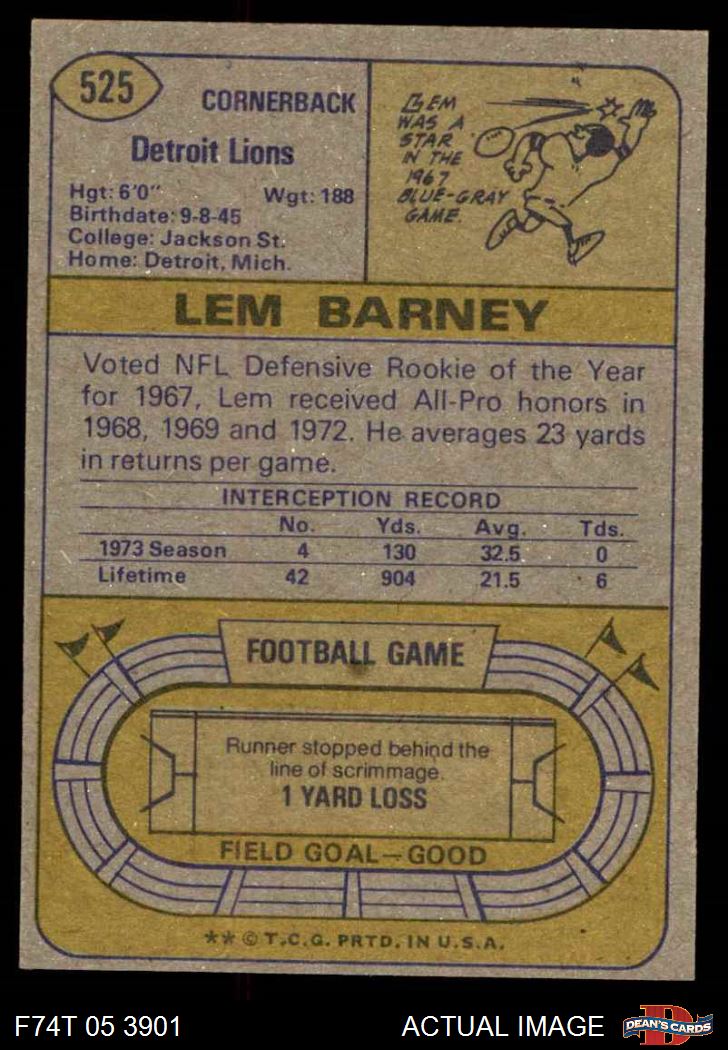 525
CORNERBACK
Detroit Lions
Hgt: 6'0" Wgt: 188
Birthdate: 9-8-45
College: Jackson St.
Home: Detroit, Mich.
LEM
WAS A
STAR
IN THE
1967
BLUE-GRAY
GAME.
LEM BARNEY
Voted NFL Defensive Rookie of the Year
for 1967, Lem received All-Pro honors in
1968, 1969 and 1972. He averages 23 yards
in returns per game.
INTERCEPTION RECORD
No. Yds. Avg. Tds.
1973 Season 4 130 32.5 0
Lifetime 42 904 21.5 6
FOOTBALL GAME
Runner stopped behind the
line of scrimmage.
1 YARD LOSS
FIELD GOAL—GOOD
** © T.C.G. PRTD. IN U.S.A.
F74T 05 3901 ACTUAL IMAGE DEAN'S CARDS